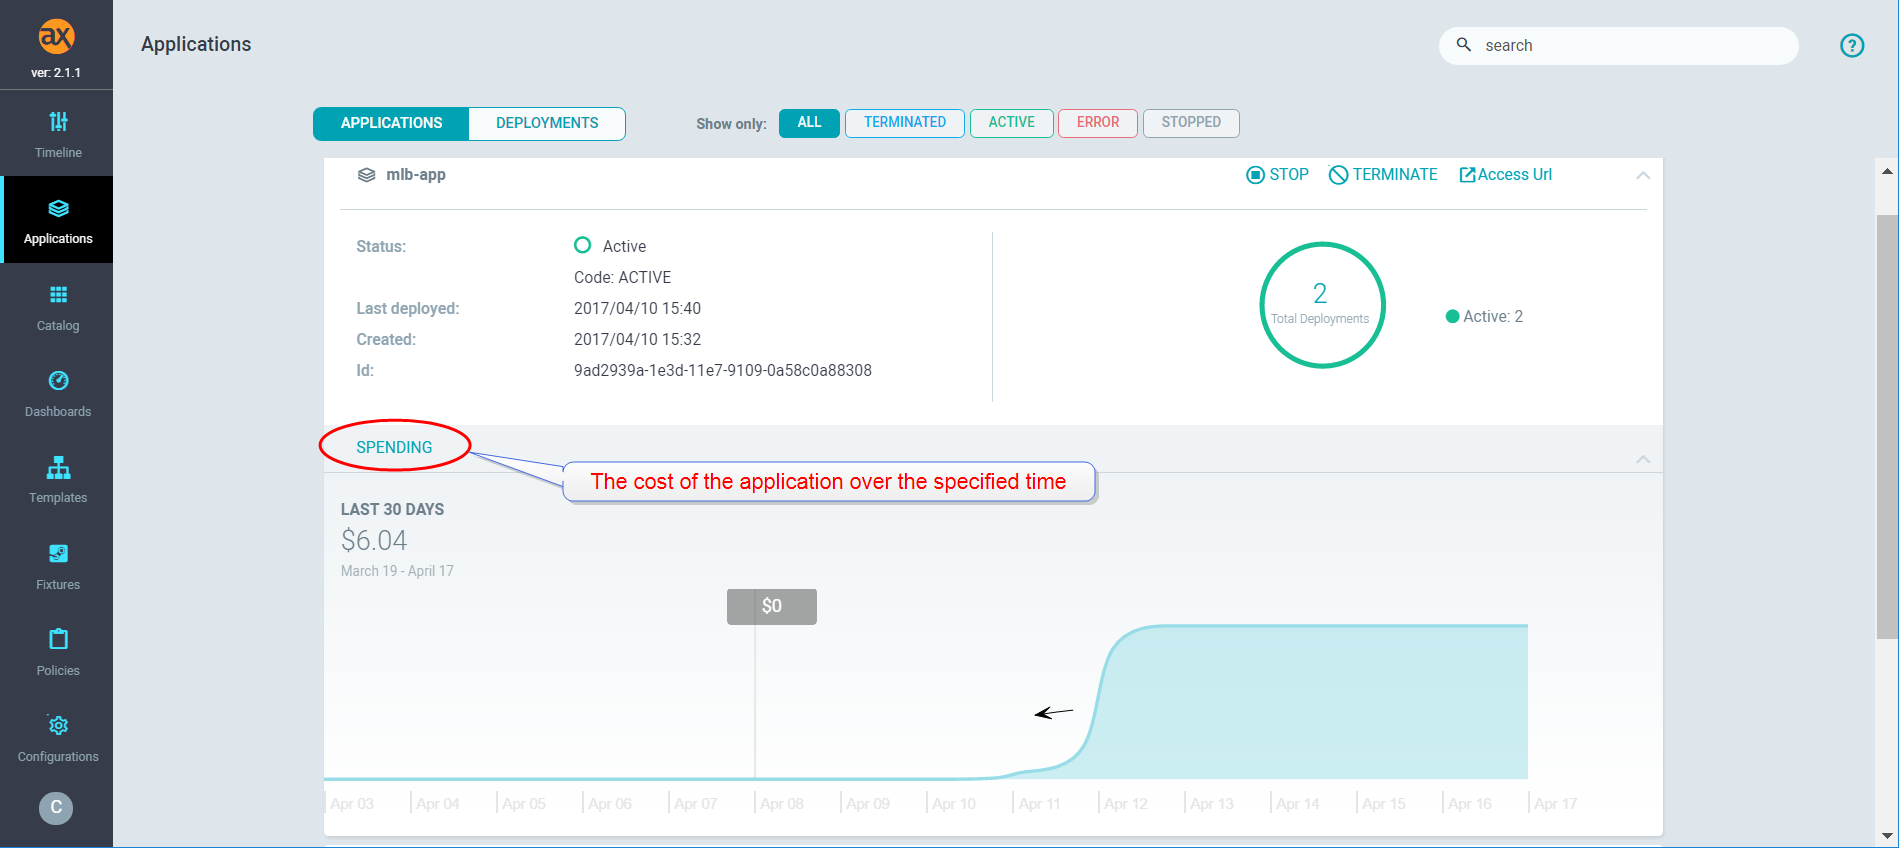 ax
ver: 2.1.1
Timeline
Applications
Catalog
Dashboards
Templates
Fixtures
Policies
Configurations
C
Applications
search
?
APPLICATIONS DEPLOYMENTS Show only: ALL TERMINATED ACTIVE ERROR STOPPED
mlb-app STOP TERMINATE Access Url
Status: Active
Code: ACTIVE
Last deployed: 2017/04/10 15:40
Created: 2017/04/10 15:32
Id: 9ad2939a-1e3d-11e7-9109-0a58c0a88308
2
Total Deployments
Active: 2
SPENDING
The cost of the application over the specified time
LAST 30 DAYS
$6.04
March 19 - April 17
$0
Apr 03 Apr 04 Apr 05 Apr 06 Apr 07 Apr 08 Apr 09 Apr 10 Apr 11 Apr 12 Apr 13 Apr 14 Apr 15 Apr 16 Apr 17